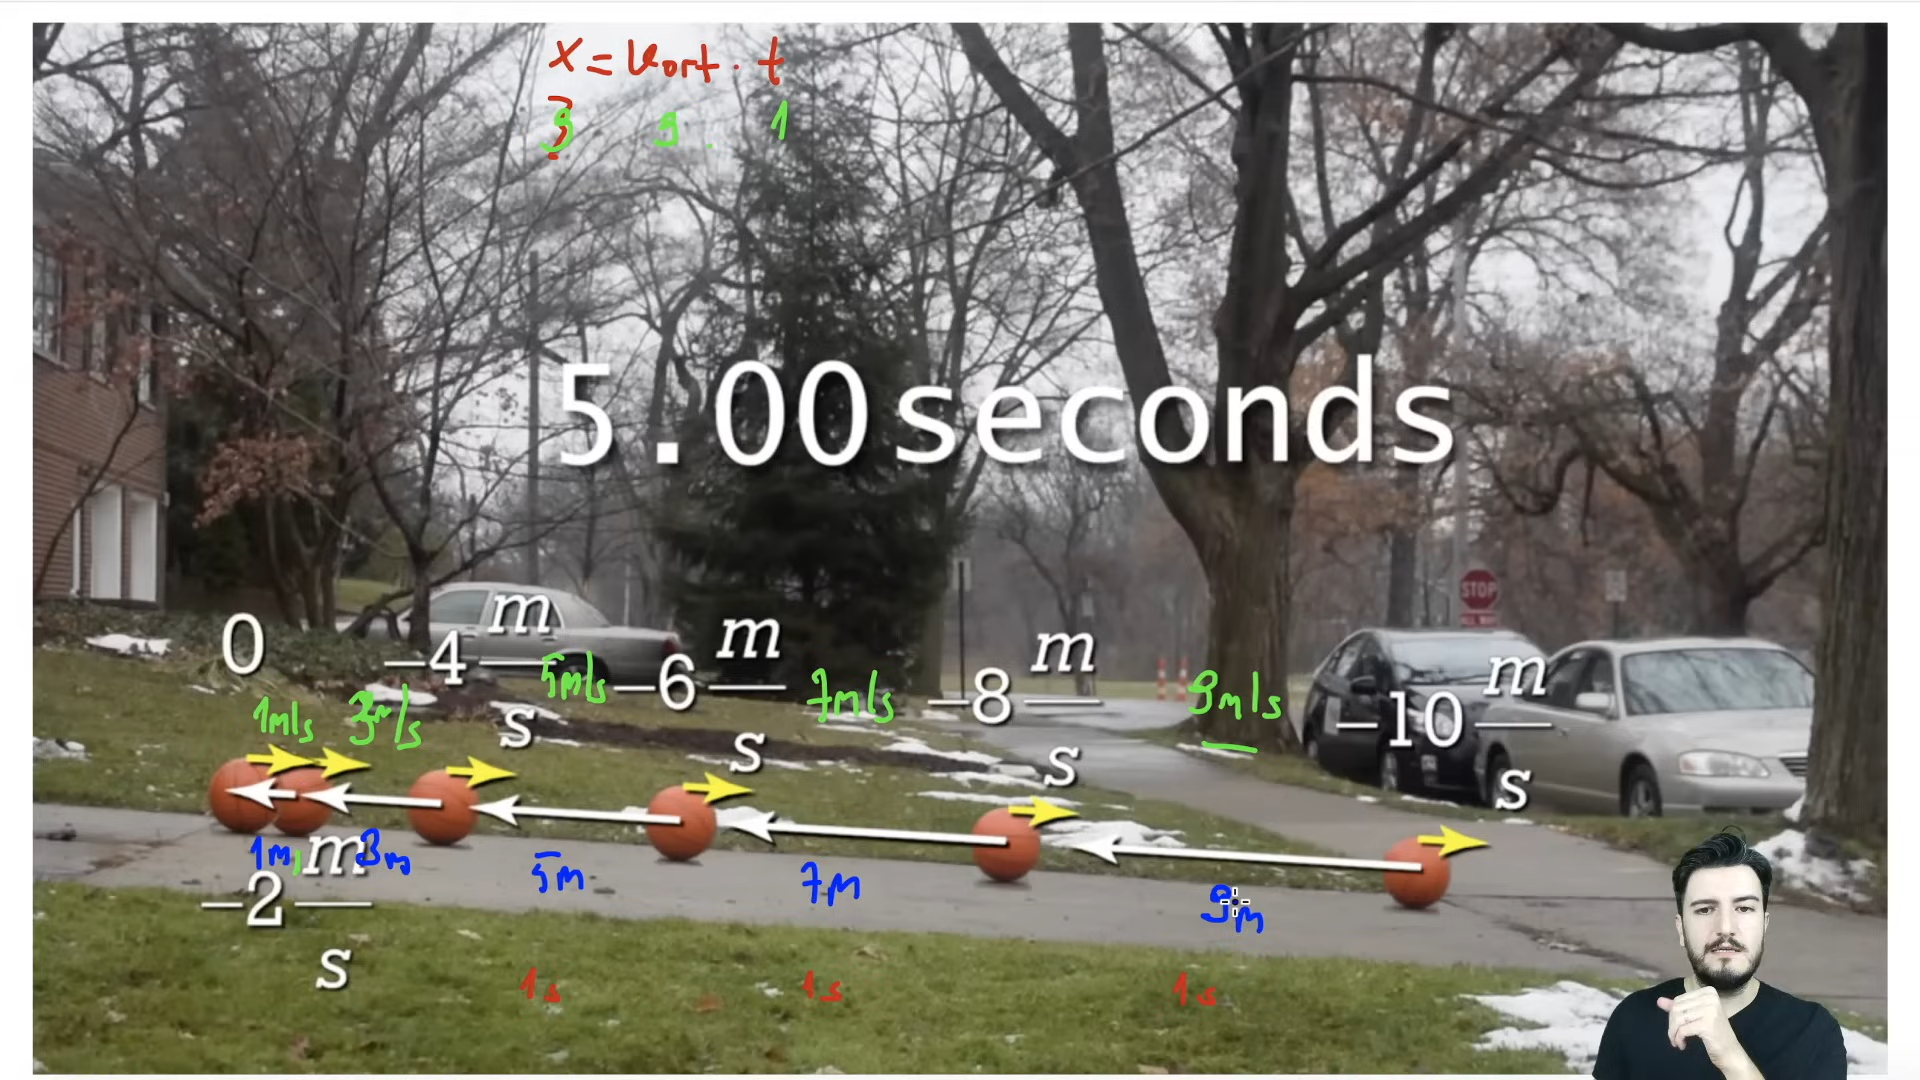 x = vort . t
9 9 . 1
5.00 seconds
STOP
0
-4 m/s
-6 m/s
-8 m/s
-10 m/s
1m/s 3m/s 5m/s 7m/s 9m/s
1m 3m 5m 7m 9m
-2 m/s
1s 1s 1s